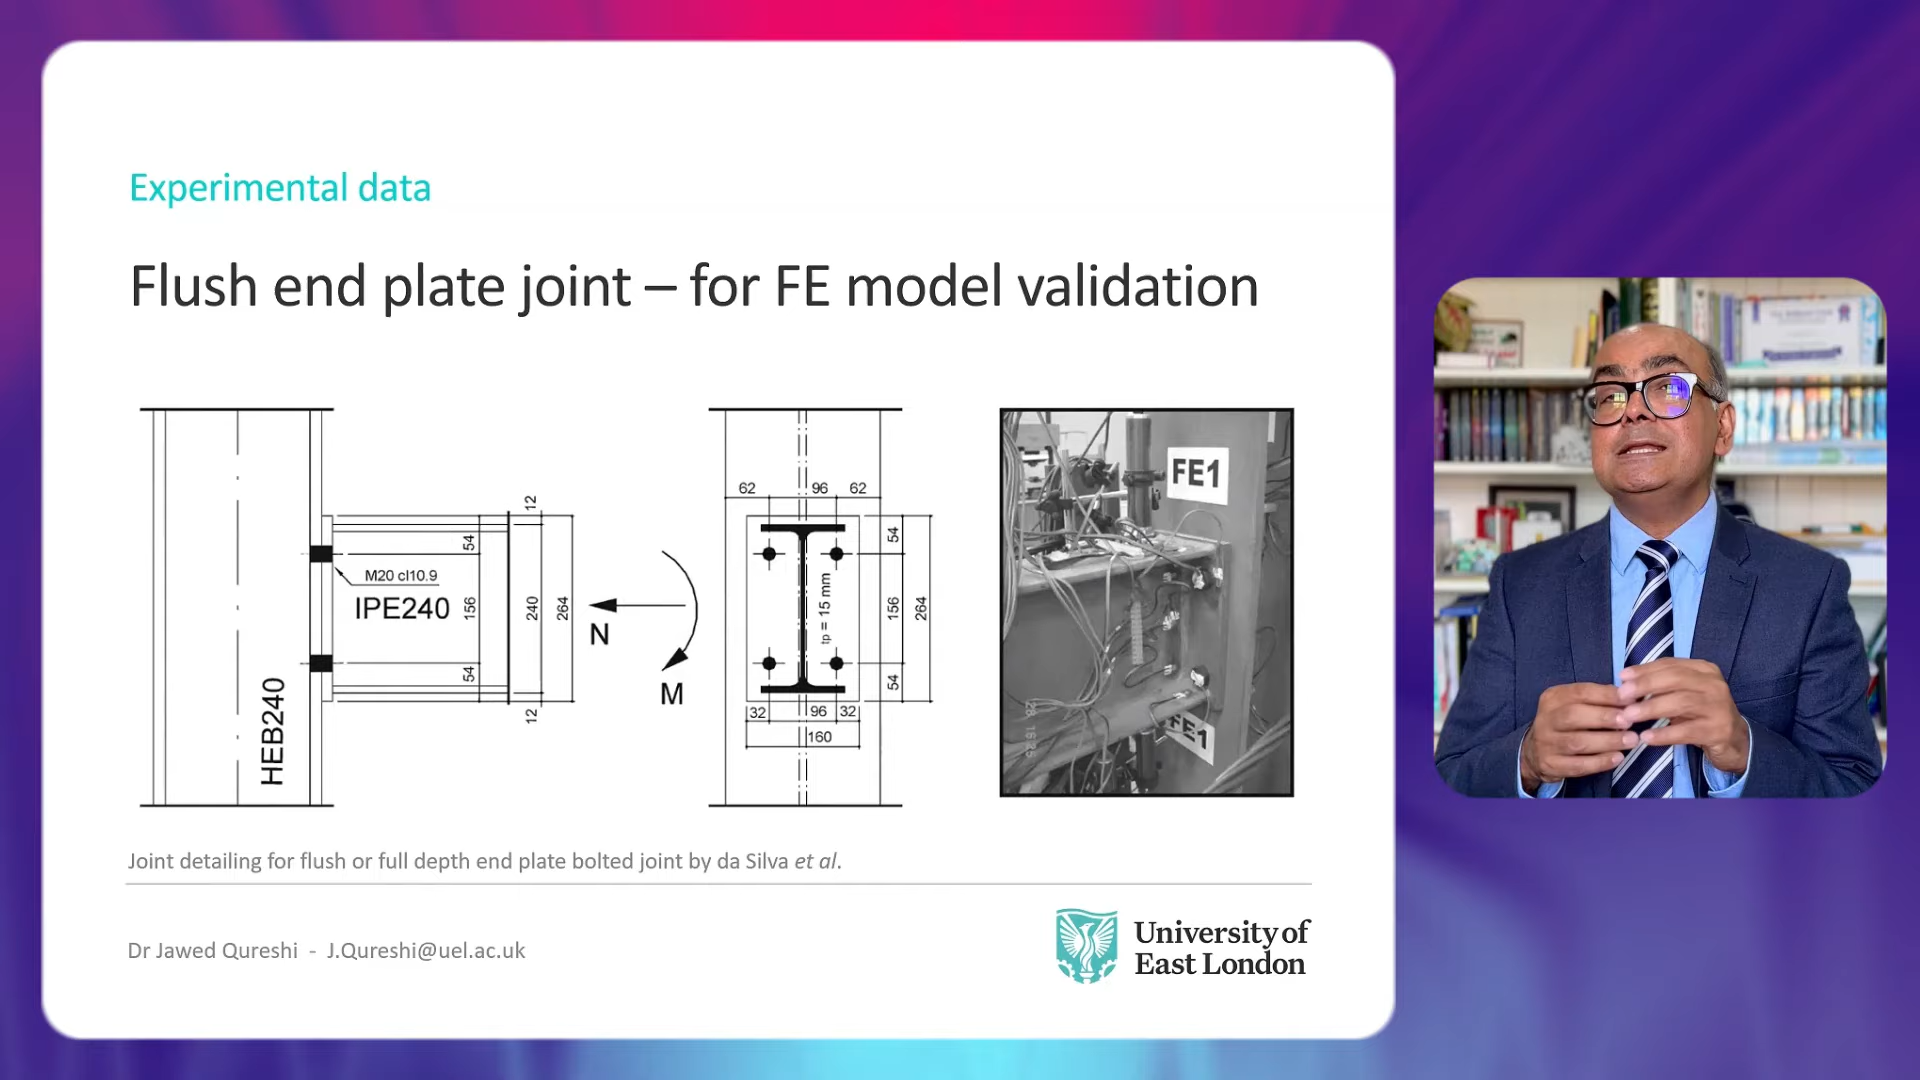 Experimental data
Flush end plate joint – for FE model validation
M20 cl10.9
IPE240
HEB240
54
156
54
12
240
12
264
N
M
62
96
62
tp = 15 mm
54
156
54
264
32
96
32
160
FE1
FE1
Joint detailing for flush or full depth end plate bolted joint by da Silva et al.
Dr Jawed Qureshi - J.Qureshi@uel.ac.uk
University of
East London